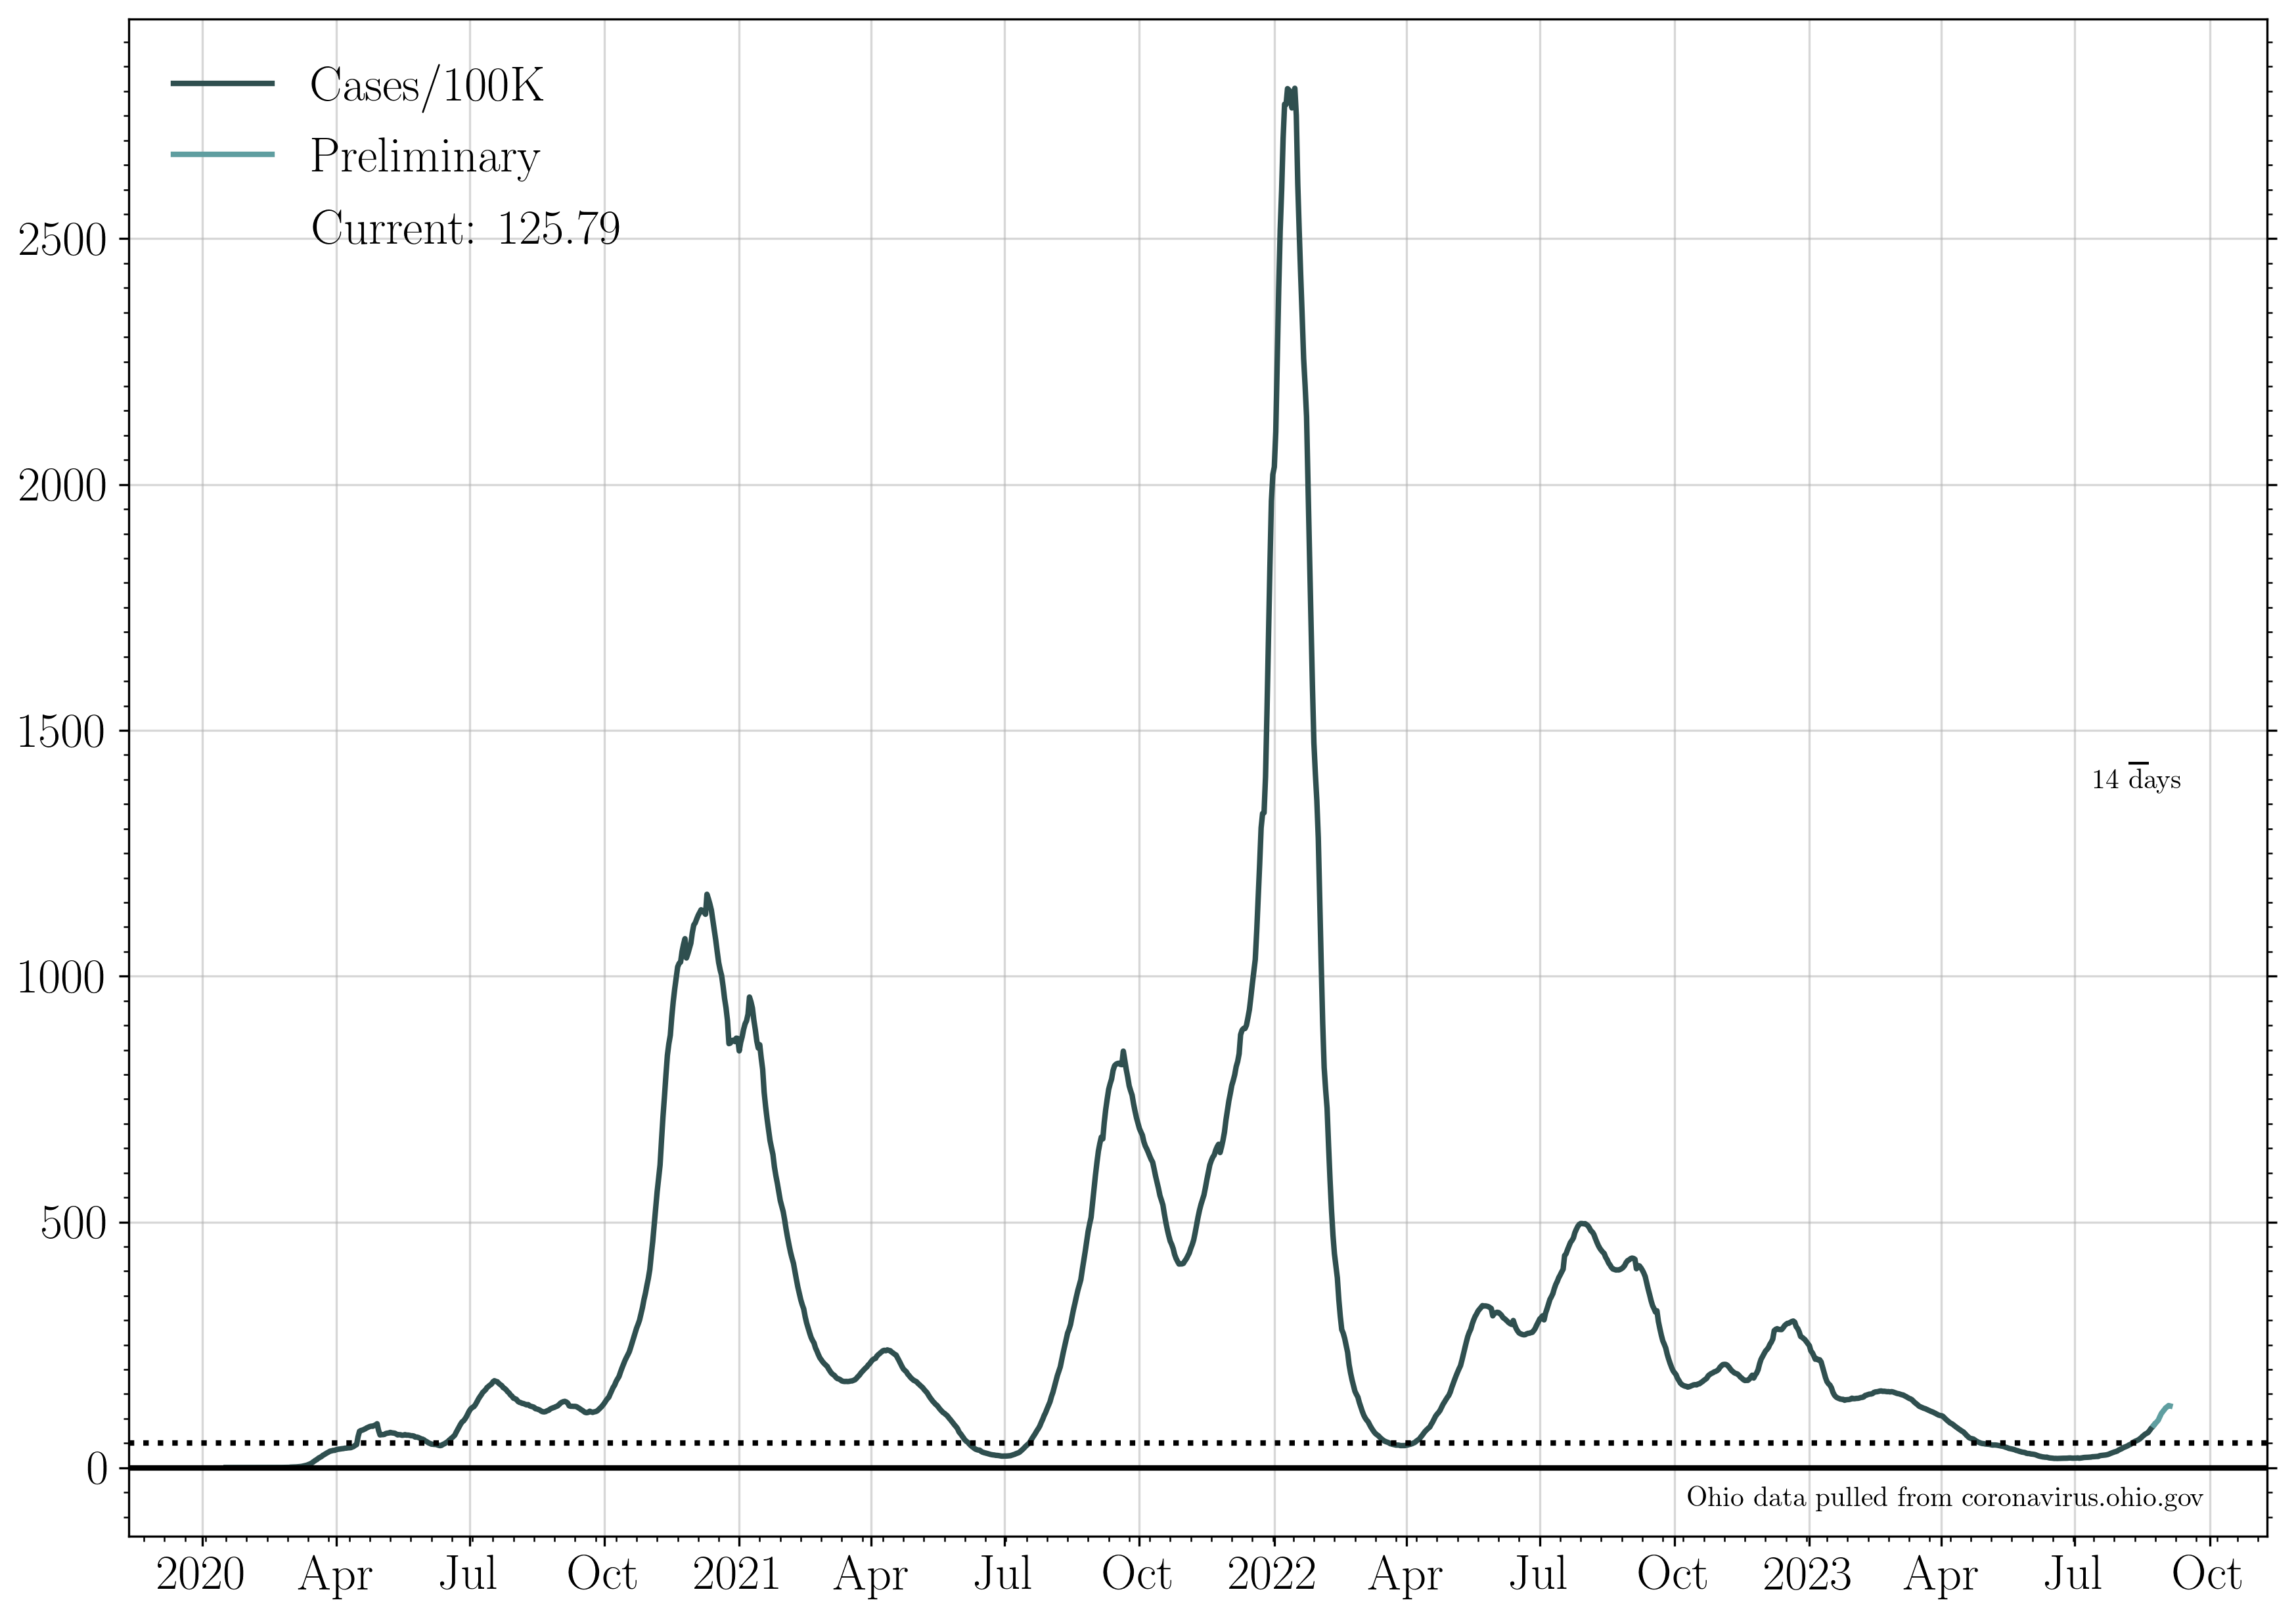 Cases/100K
Preliminary
Current: 125.79
2500
2000
1500
14 days
1000
500
0
Ohio data pulled from coronavirus.ohio.gov
2020 Apr Jul Oct 2021 Apr Jul Oct 2022 Apr Jul Oct 2023 Apr Jul Oct